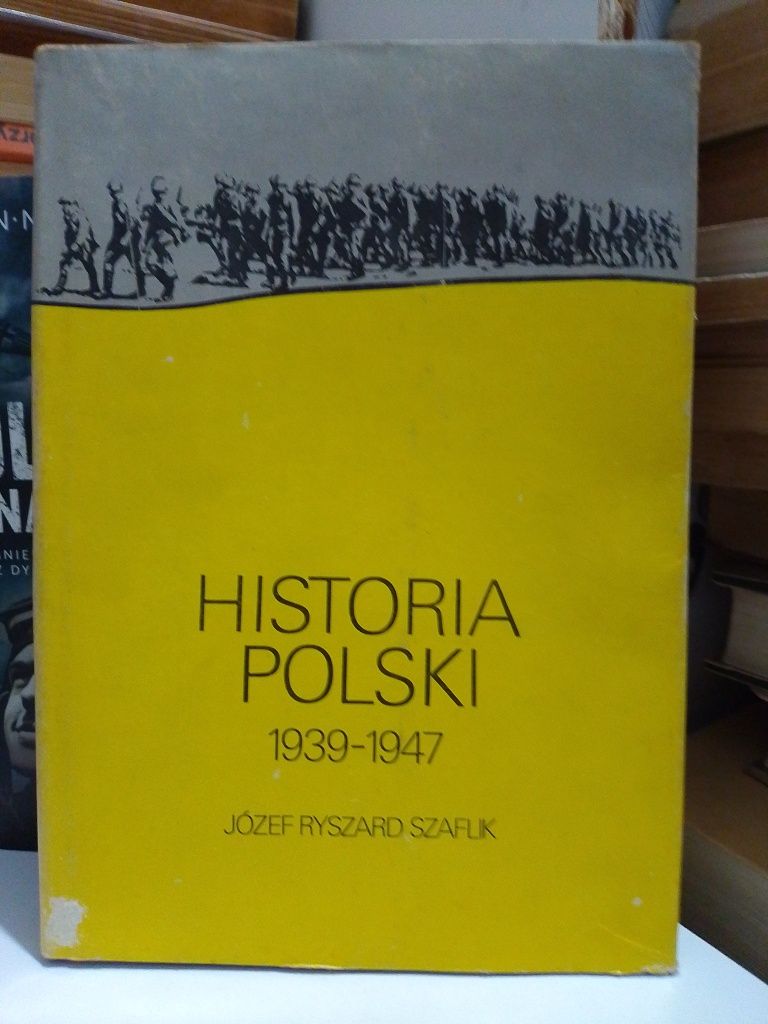 HISTORIA
POLSKI
1939-1947
JÓZEF RYSZARD SZAFLIK